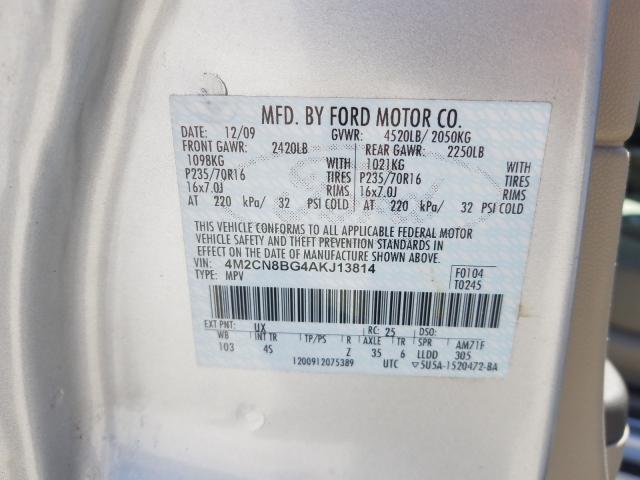 MFD. BY FORD MOTOR CO.
DATE: 12/09 GVWR: 4520LB/ 2050KG
FRONT GAWR: 2420LB REAR GAWR: 2250LB
1098KG WITH 1021KG WITH
P235/70R16 TIRES P235/70R16 TIRES
16x7.0J RIMS 16x7.0J RIMS
AT 220 kPa/ 32 PSI COLD AT 220 kPa/ 32 PSI COLD
THIS VEHICLE CONFORMS TO ALL APPLICABLE FEDERAL MOTOR
VEHICLE SAFETY AND THEFT PREVENTION STANDARDS IN
EFFECT ON THE DATE OF MANUFACTURE SHOWN ABOVE.
VIN: 4M2CN8BG4AKJ13814 F0104
TYPE: MPV T0245
EXT PNT: UX RC: 25 DSO:
WB INT TR TP/PS R AXLE TR SPR AM71F
103 4S Z 35 6 LLDD 305
1200912075389 UTC ▽5U5A-1520472-BA